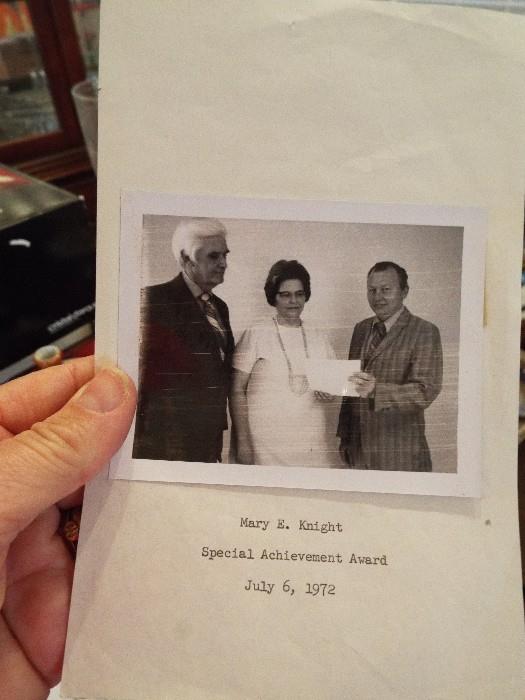 Mary E. Knight
Special Achievement Award
July 6, 1972